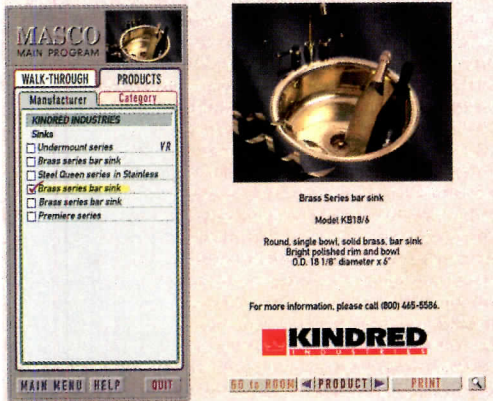 MASCO
MAIN PROGRAM
WALK-THROUGH
PRODUCTS
Manufacturer
Category
KINDRED INDUSTRIES
Sinks
Undermount series VR
Brass series bar sink
Steel Queen series in Stainless
Brass series bar sink
Brass series bar sink
Premiere series
MAIN MENU
HELP
QUIT
Brass Series bar sink
Model KB18/6
Round, single bowl, solid brass, bar sink
Bright polished rim and bowl
O.D. 18 1/8" diameter x 6"
For more information, please call (800) 465-5586.
KINDRED
INDUSTRIES
GO to ROOM
PRODUCT
PRINT